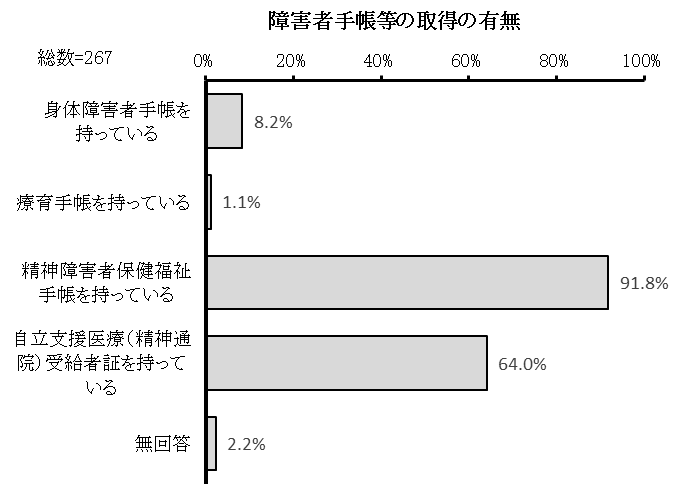 障害者手帳等の取得の有無
総数=267
0%
20%
40%
60%
80%
100%
身体障害者手帳を
持っている
8.2%
療育手帳を持っている
1.1%
精神障害者保健福祉
手帳を持っている
91.8%
自立支援医療（精神通
院）受給者証を持って
いる
64.0%
無回答
2.2%